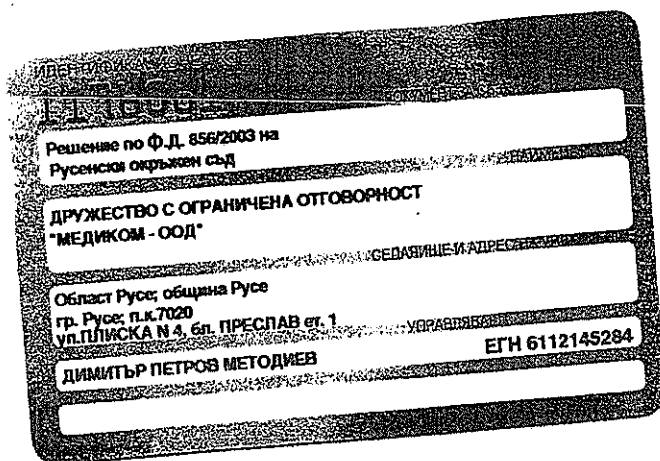 Решение по Ф.Д. 856/2003 на
Русенски окръжен съд
ДРУЖЕСТВО С ОГРАНИЧЕНА ОТГОВОРНОСТ
"МЕДИКОМ - ООД"
СЕДАЛИЩЕ И АДРЕС
Област Русе; община Русе
гр. Русе; п.к.7020
ул.ПЛИСКА N 4, бл. ПРЕСЛАВ ет. 1
ДИМИТЪР ПЕТРОВ МЕТОДИЕВ ЕГН 6112145284